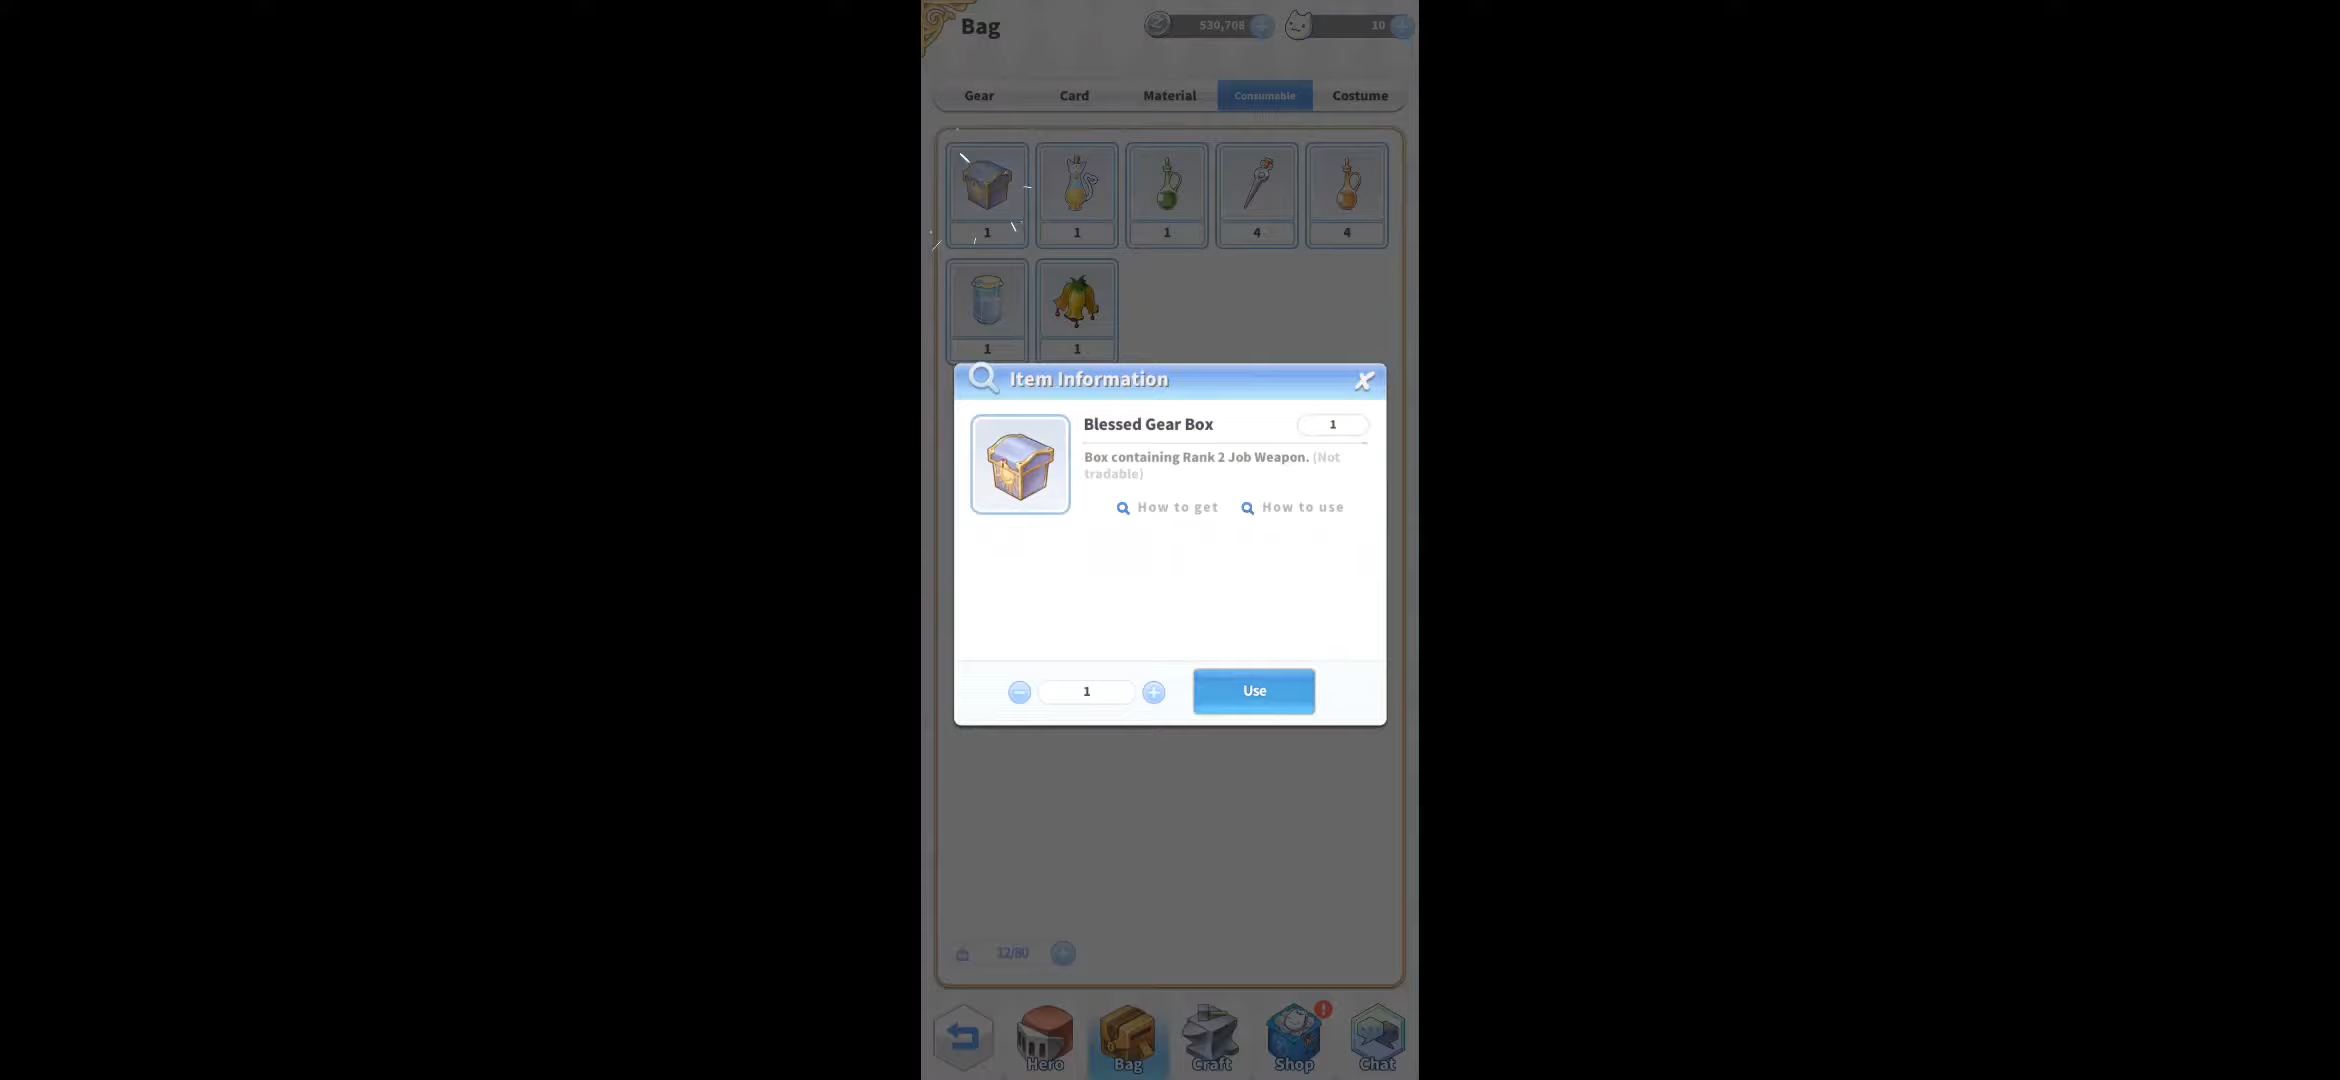 Bag
530,708
10
Gear
Card
Material
Consumable
Costume
1
1
1
4
4
1
1
Item Information
Blessed Gear Box
1
Box containing Rank 2 Job Weapon. (Not
tradable)
How to get
How to use
1
Use
12/80
Hero
Bag
Craft
Shop
Chat